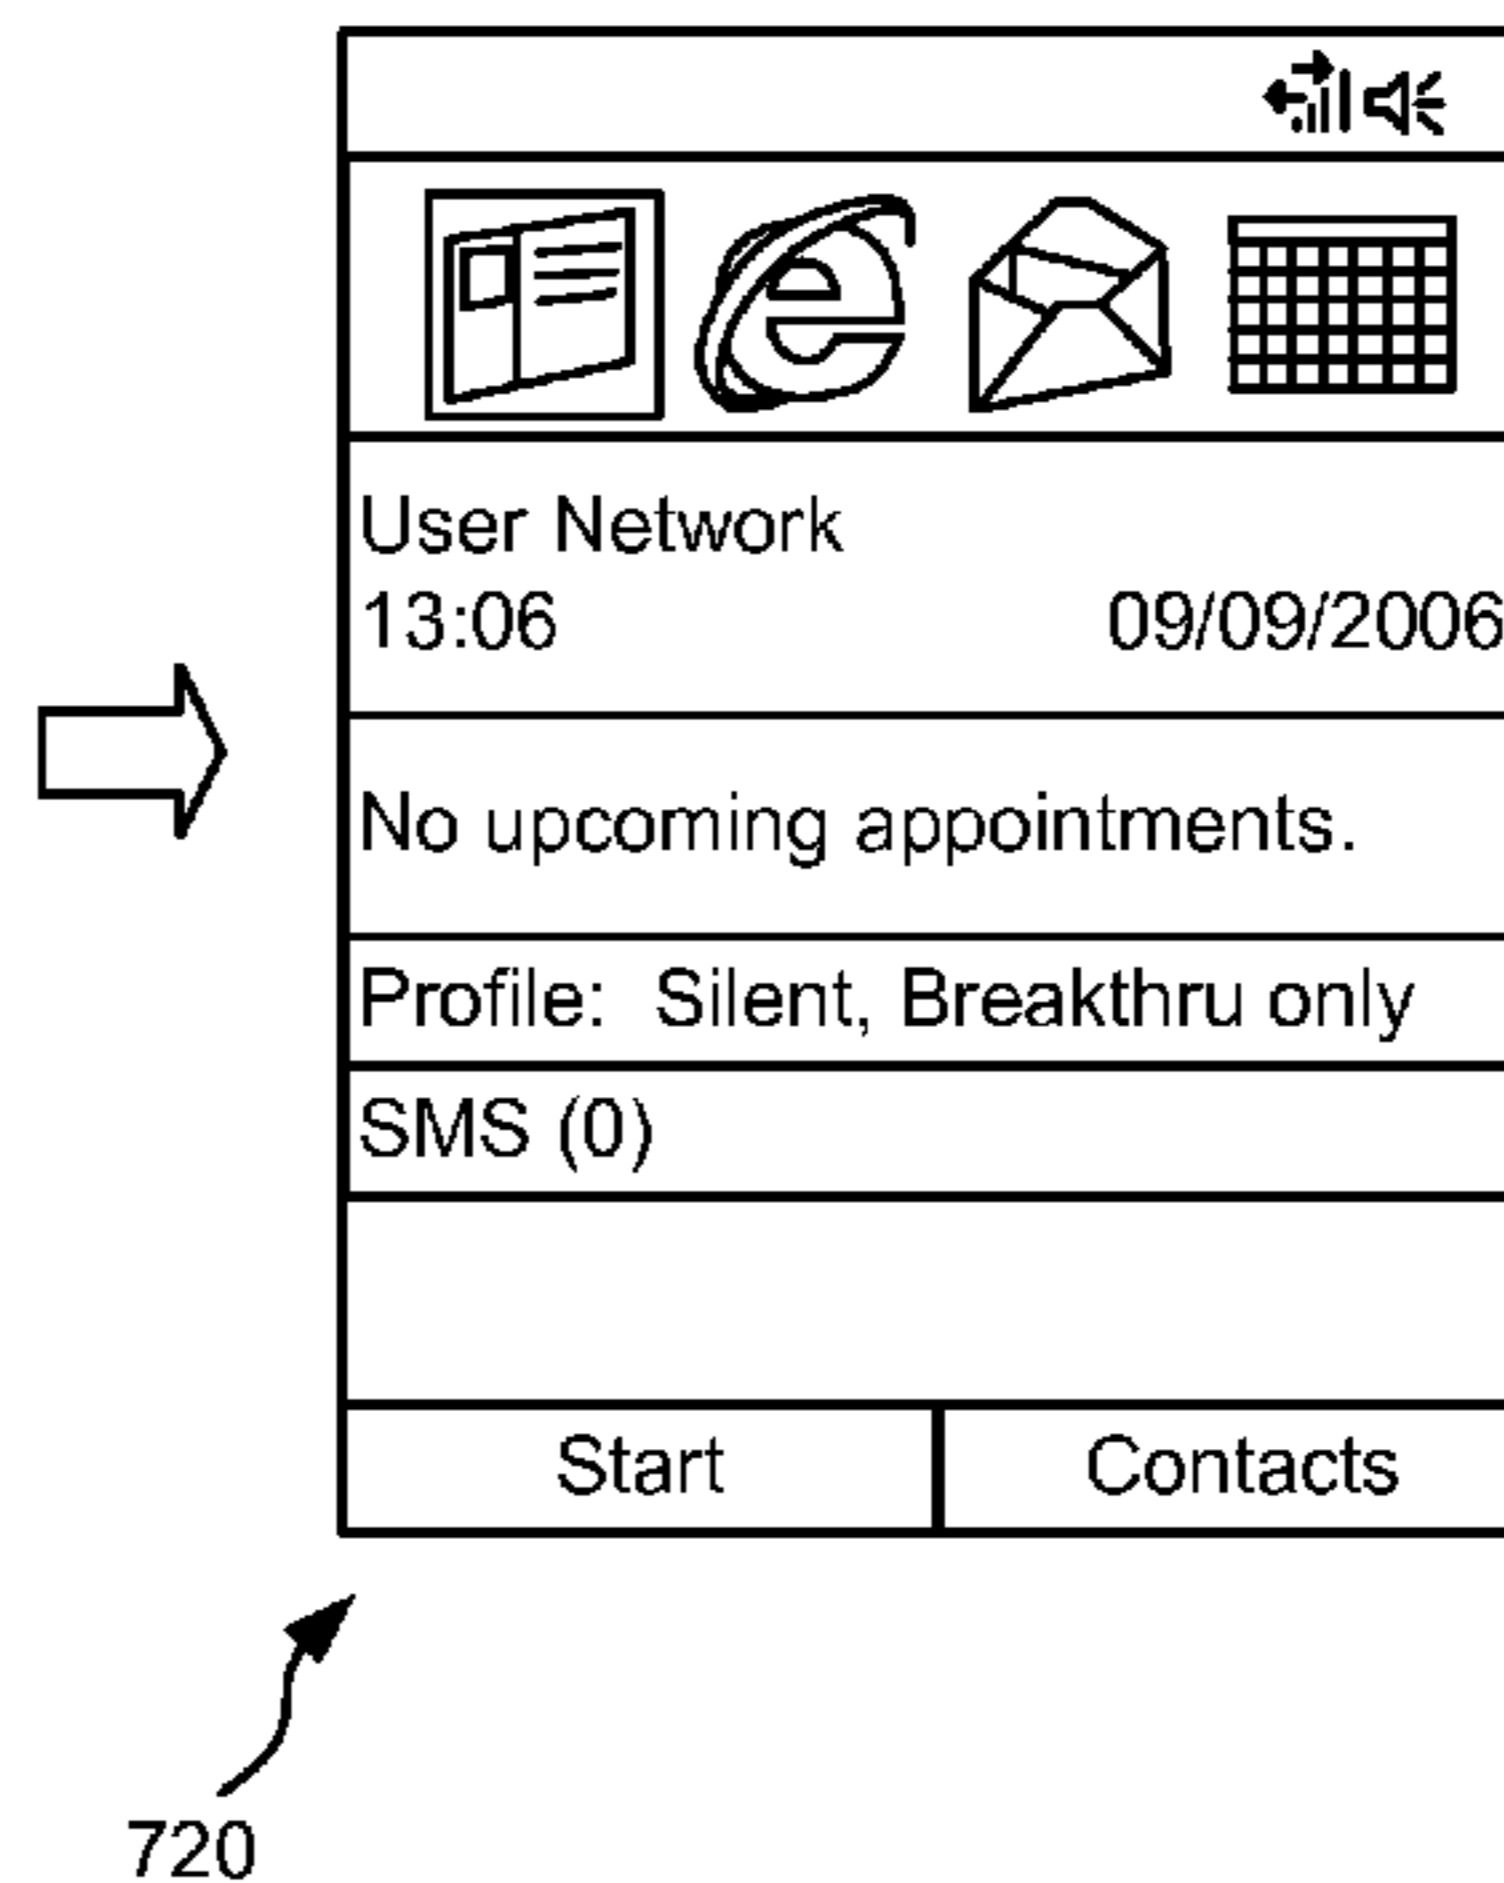 User Network
13:06 09/09/2006
No upcoming appointments.
Profile: Silent, Breakthru only
SMS (0)
Start Contacts
720